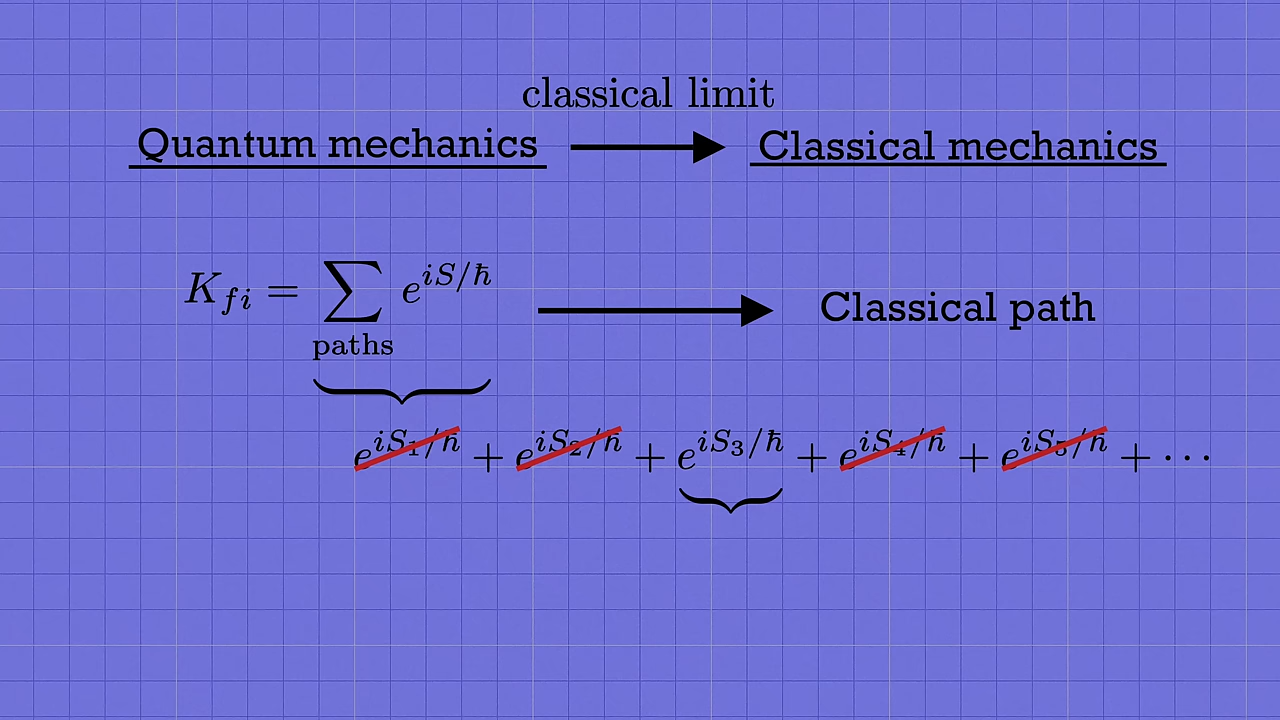 classical limit
Quantum mechanics → Classical mechanics
K_{fi} = \sum_{\text{paths}} e^{iS/\hbar} → Classical path
e^{iS_1/\hbar} + e^{iS_2/\hbar} + e^{iS_3/\hbar} + e^{iS_4/\hbar} + e^{iS_5/\hbar} + \cdots